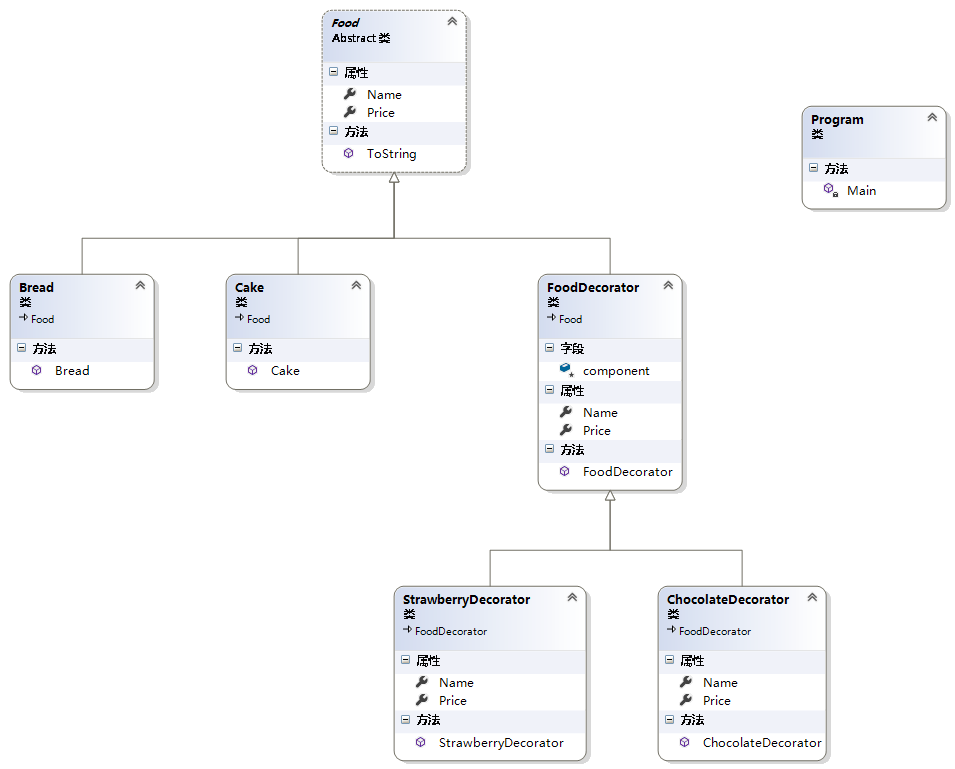 Food
Abstract 类
属性
Name
Price
方法
ToString
Program
类
方法
Main
Bread
类
Food
方法
Bread
Cake
类
Food
方法
Cake
FoodDecorator
类
Food
字段
component
属性
Name
Price
方法
FoodDecorator
StrawberryDecorator
类
FoodDecorator
属性
Name
Price
方法
StrawberryDecorator
ChocolateDecorator
类
FoodDecorator
属性
Name
Price
方法
ChocolateDecorator